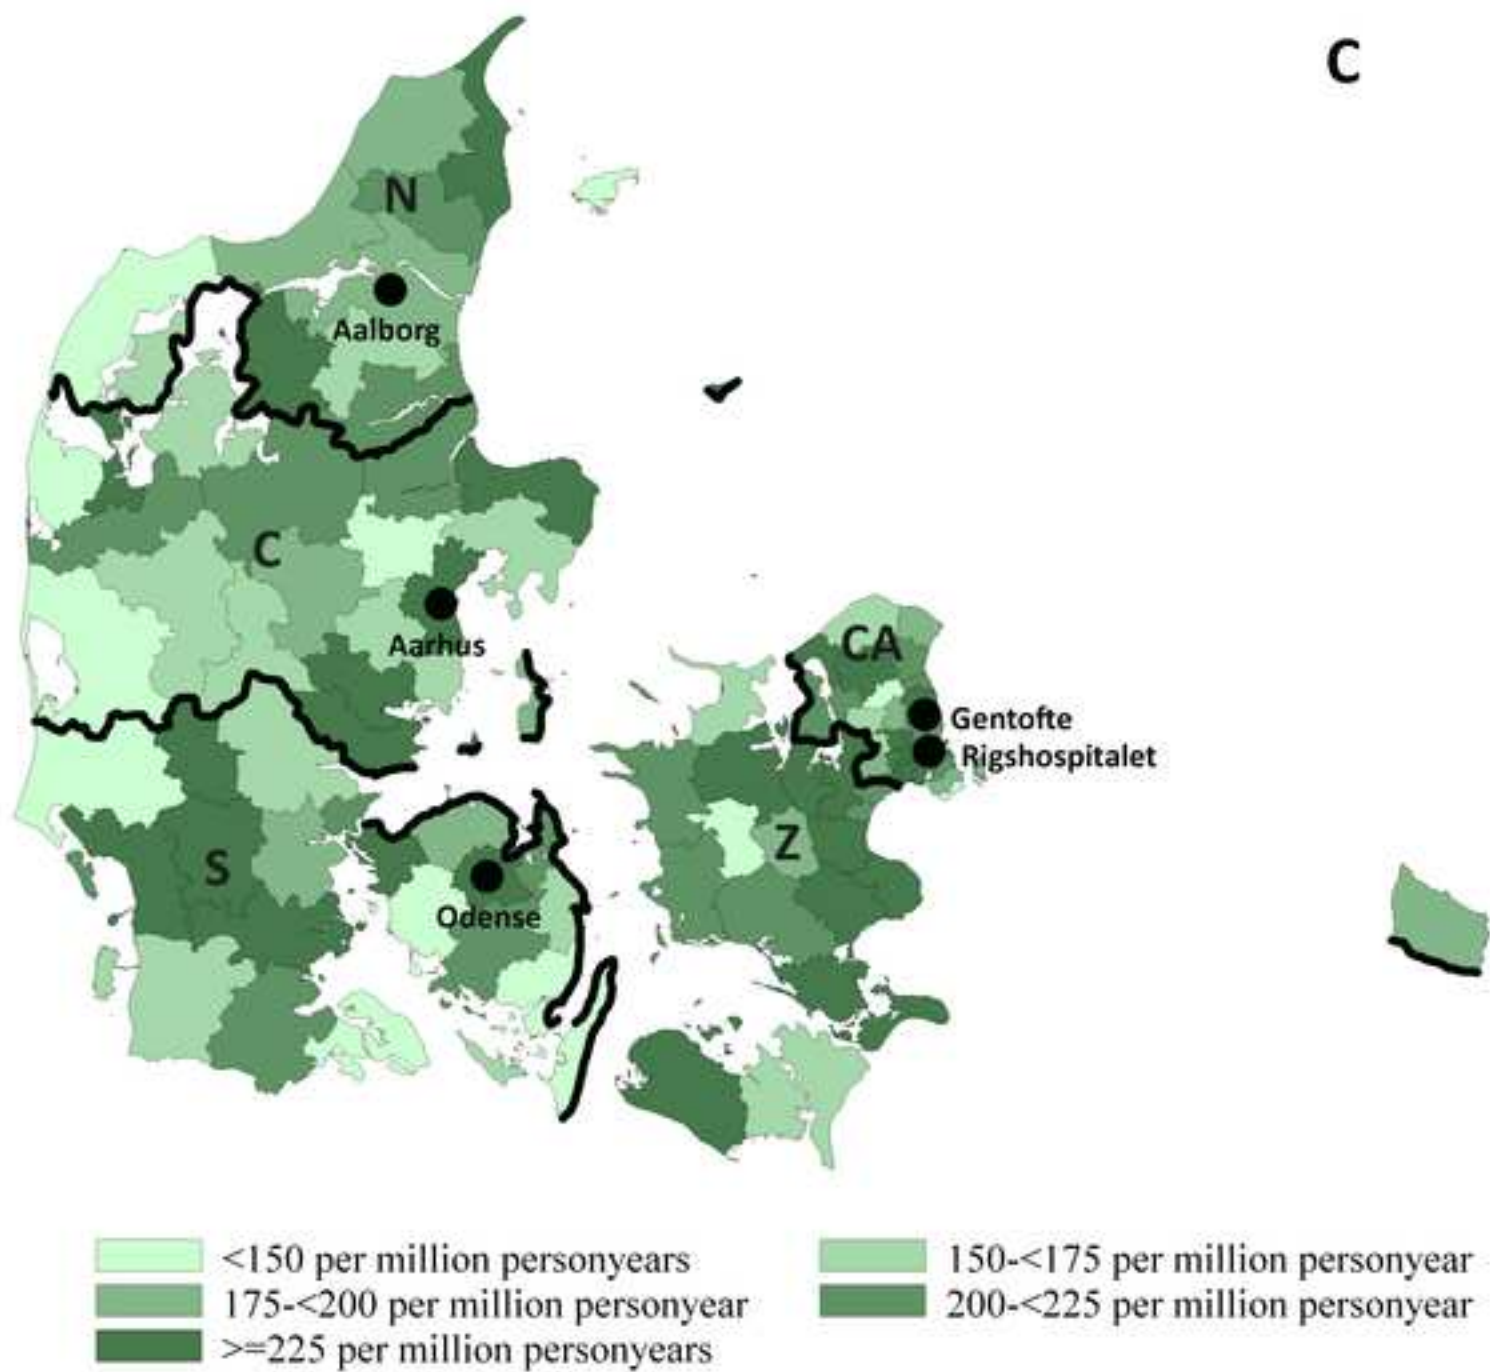 C
N
Aalborg
C
Aarhus
CA
Gentofte
Rigshospitalet
S
Z
Odense
<150 per million personyears
150-<175 per million personyear
175-<200 per million personyear
200-<225 per million personyear
>=225 per million personyears